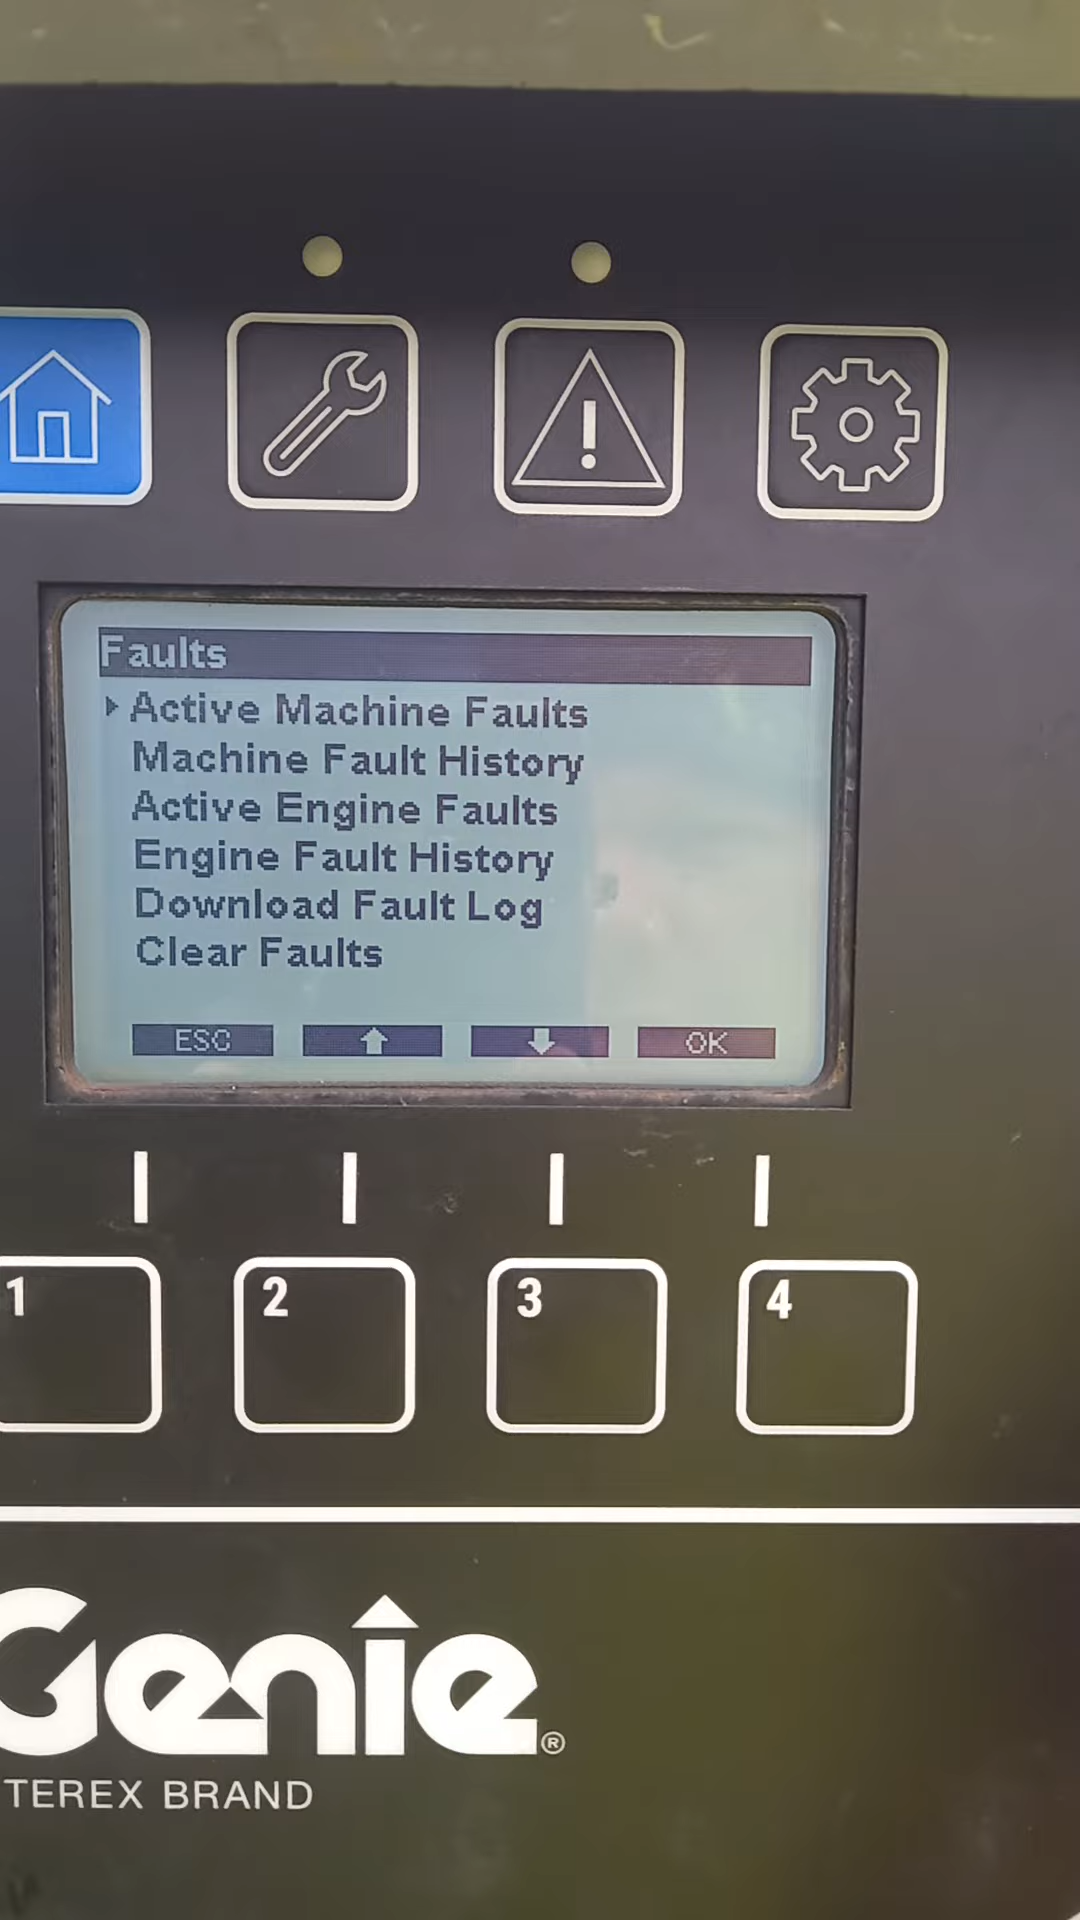 Faults
Active Machine Faults
Machine Fault History
Active Engine Faults
Engine Fault History
Download Fault Log
Clear Faults
ESC
OK
1
2
3
4
Genie®
TEREX BRAND